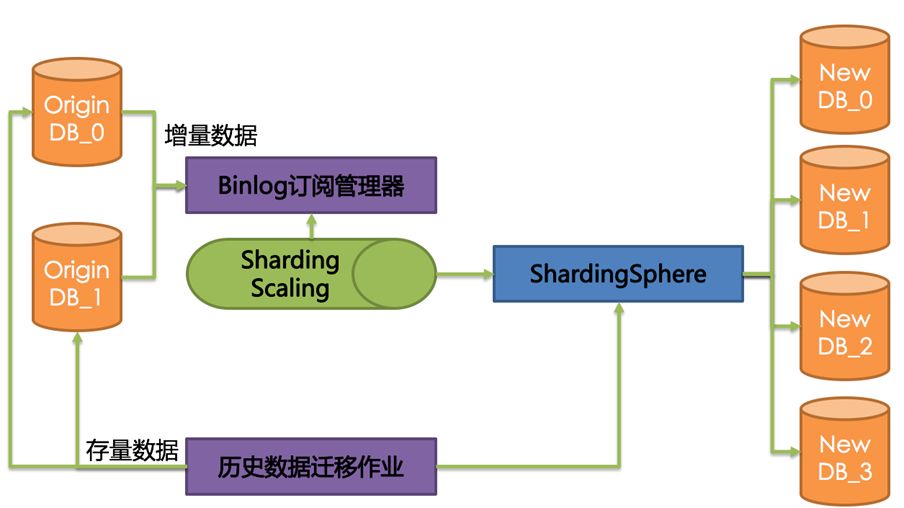 Origin
DB_0
增量数据
Binlog订阅管理器
Origin
DB_1
Sharding
Scaling
ShardingSphere
存量数据
历史数据迁移作业
New
DB_0
New
DB_1
New
DB_2
New
DB_3